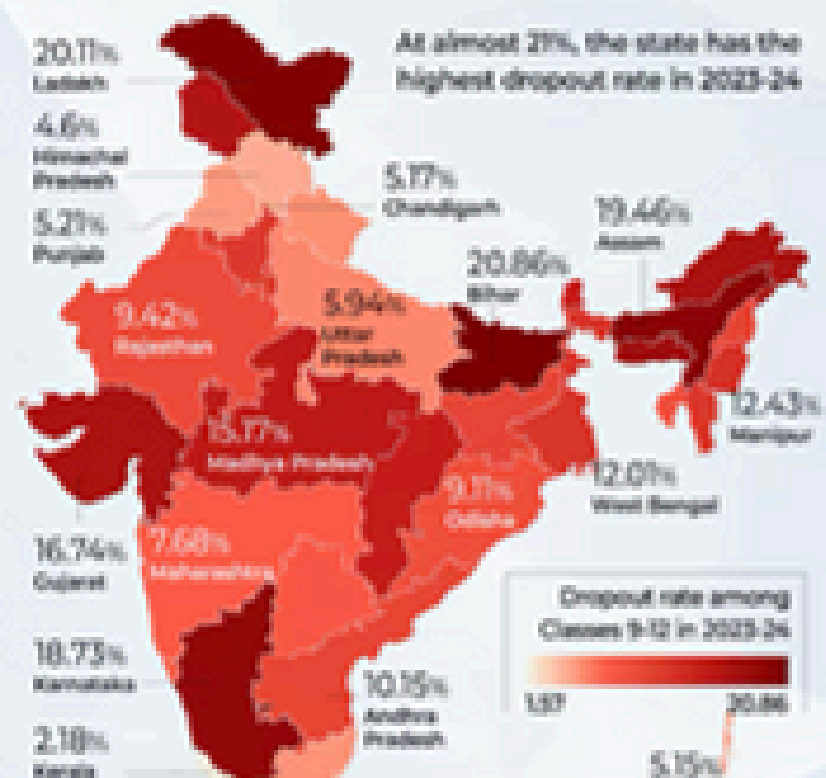 At almost 21%, the state has the
highest dropout rate in 2023-24
20.11%
Ladakh
4.6%
Himachal
Pradesh
5.17%
Chandigarh
5.21%
Punjab
19.46%
Assam
20.86%
Bihar
9.42%
Rajasthan
5.94%
Uttar
Pradesh
12.43%
Manipur
15.17%
Madhya Pradesh
9.11%
Odisha
12.01%
West Bengal
16.74%
Gujarat
7.68%
Maharashtra
Dropout rate among
Classes 9-12 in 2023-24
1.57 20.86
18.73%
Karnataka
10.15%
Andhra
Pradesh
2.18%
Kerala
5.15%